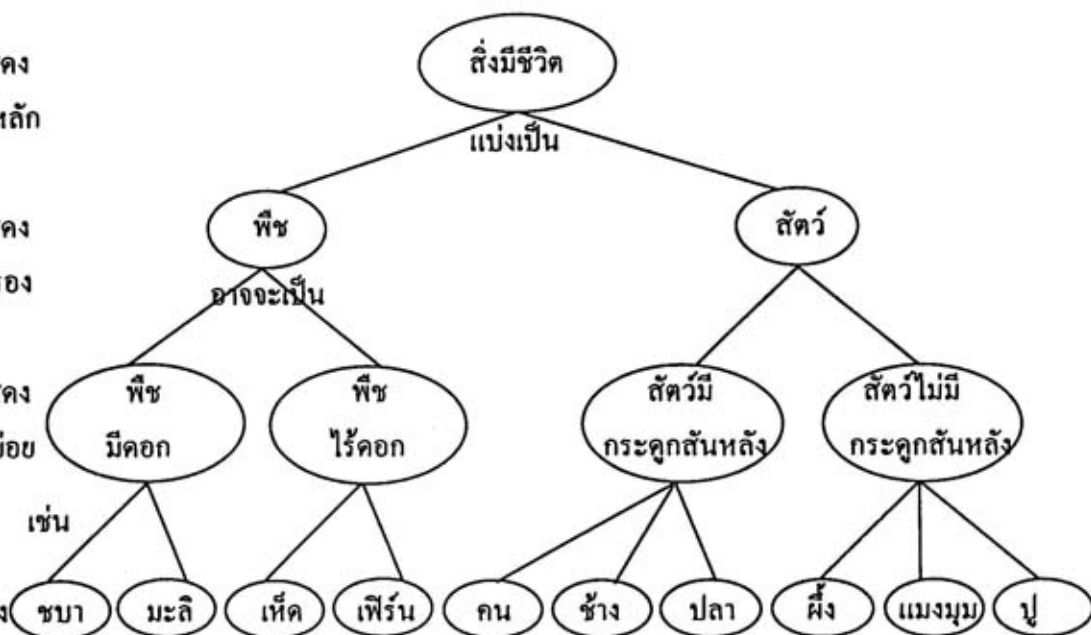 สิ่งมีชีวิต
แบ่งเป็น
พืช
สัตว์
อาจจะเป็น
พืช
มีดอก
พืช
ไร้ดอก
สัตว์มี
กระดูกสันหลัง
สัตว์ไม่มี
กระดูกสันหลัง
เช่น
ชบา
มะลิ
เห็ด
เฟิร์น
คน
ช้าง
ปลา
ผึ้ง
แมงมุม
ปู